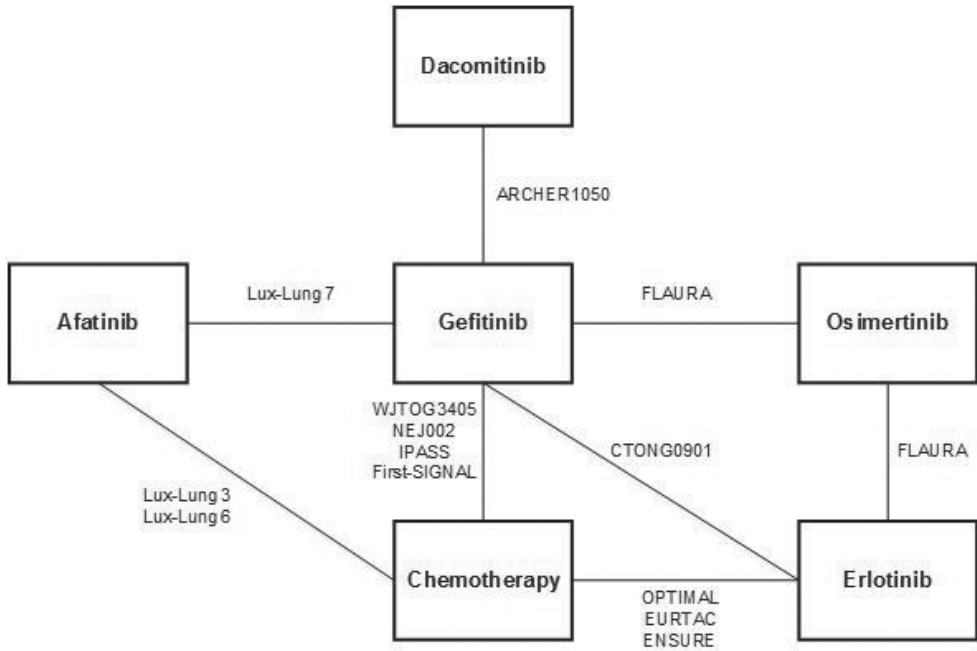 Dacomitinib
ARCHER1050
Lux-Lung 7
FLAURA
Afatinib
Gefitinib
Osimertinib
WJTOG3405
NEJ002
IPASS
First-SIGNAL
CTONG0901
FLAURA
Lux-Lung 3
Lux-Lung 6
Chemotherapy
Erlotinib
OPTIMAL
EURTAC
ENSURE